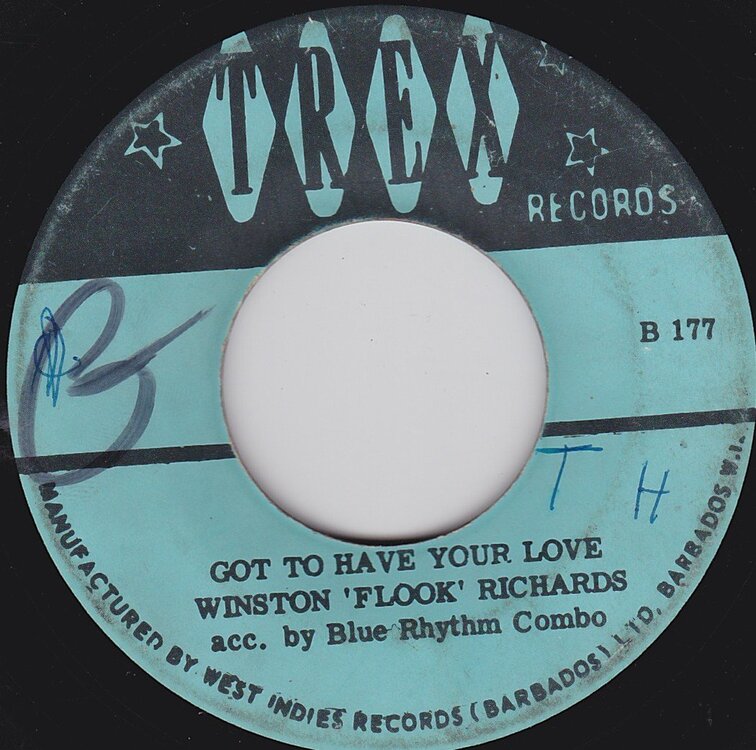 TREX
RECORDS
B 177
B
T H
GOT TO HAVE YOUR LOVE
WINSTON 'FLOOK' RICHARDS
acc. by Blue Rhythm Combo
MANUFACTURED BY WEST INDIES RECORDS (BARBADOS) LTD, BARBADOS W.I.